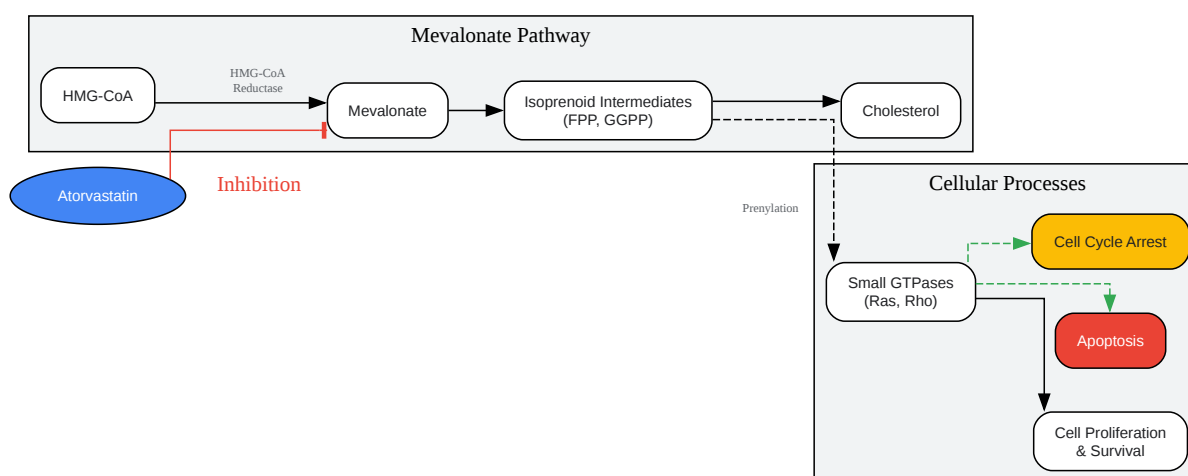 Mevalonate Pathway
HMG-CoA
HMG-CoA
Reductase
Mevalonate
Isoprenoid Intermediates
(FPP, GGPP)
Cholesterol
Atorvastatin
Inhibition
Cellular Processes
Prenylation
Cell Cycle Arrest
Small GTPases
(Ras, Rho)
Apoptosis
Cell Proliferation
& Survival